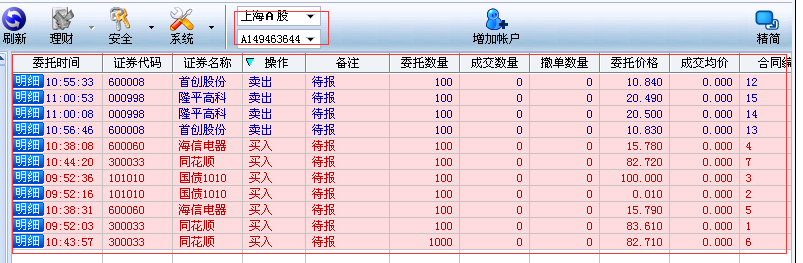 上海A股
刷新 理财 安全 系统 A149463644 增加帐户 精简
委托时间 证券代码 证券名称 操作 备注 委托数量 成交数量 撤单数量 委托价格 成交均价 合同编
明细 10:55:33 600008 首创股份 卖出 待报 100 0 0 10.840 0.000 12
明细 11:00:53 000998 隆平高科 卖出 待报 100 0 0 20.490 0.000 15
明细 11:00:08 000998 隆平高科 卖出 待报 100 0 0 20.500 0.000 14
明细 10:56:46 600008 首创股份 卖出 待报 100 0 0 10.830 0.000 13
明细 10:38:08 600060 海信电器 买入 待报 100 0 0 15.780 0.000 4
明细 10:44:20 300033 同花顺 买入 待报 100 0 0 82.720 0.000 7
明细 09:52:36 101010 国债1010 买入 待报 100 0 0 100.000 0.000 3
明细 09:52:16 101010 国债1010 买入 待报 100 0 0 0.010 0.000 2
明细 10:38:31 600060 海信电器 买入 待报 100 0 0 15.790 0.000 5
明细 09:52:03 300033 同花顺 买入 待报 100 0 0 83.610 0.000 1
明细 10:43:57 300033 同花顺 买入 待报 1000 0 0 82.710 0.000 6